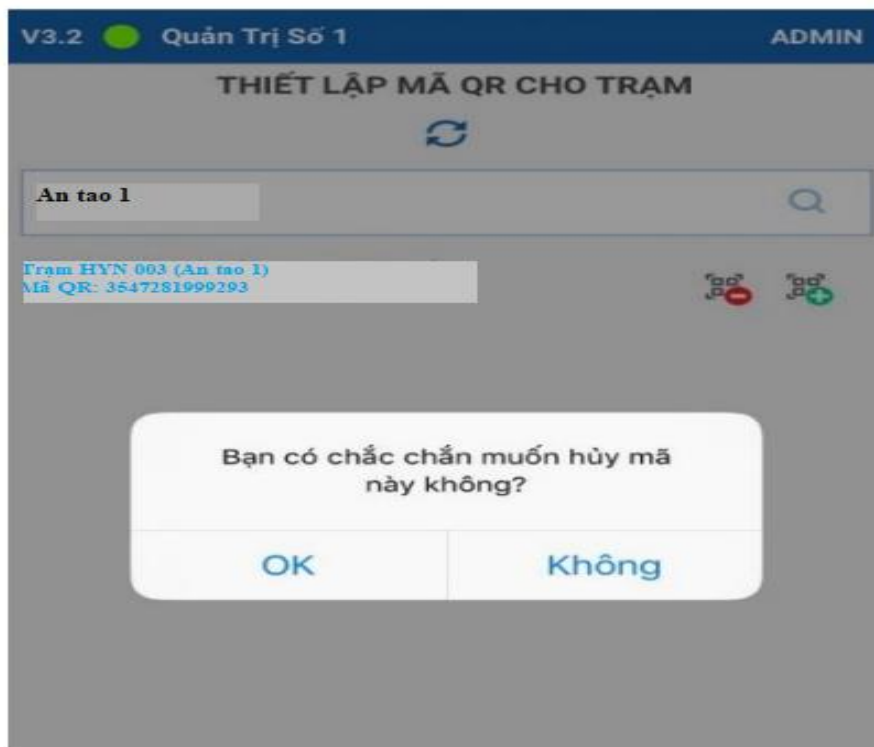 V3.2 Quản Trị Số 1 ADMIN
THIẾT LẬP MÃ QR CHO TRẠM
An tao 1
Trạm HYN 003 (An tao 1)
Mã QR: 3547281999293
Bạn có chắc chắn muốn hủy mã
này không?
OK Không